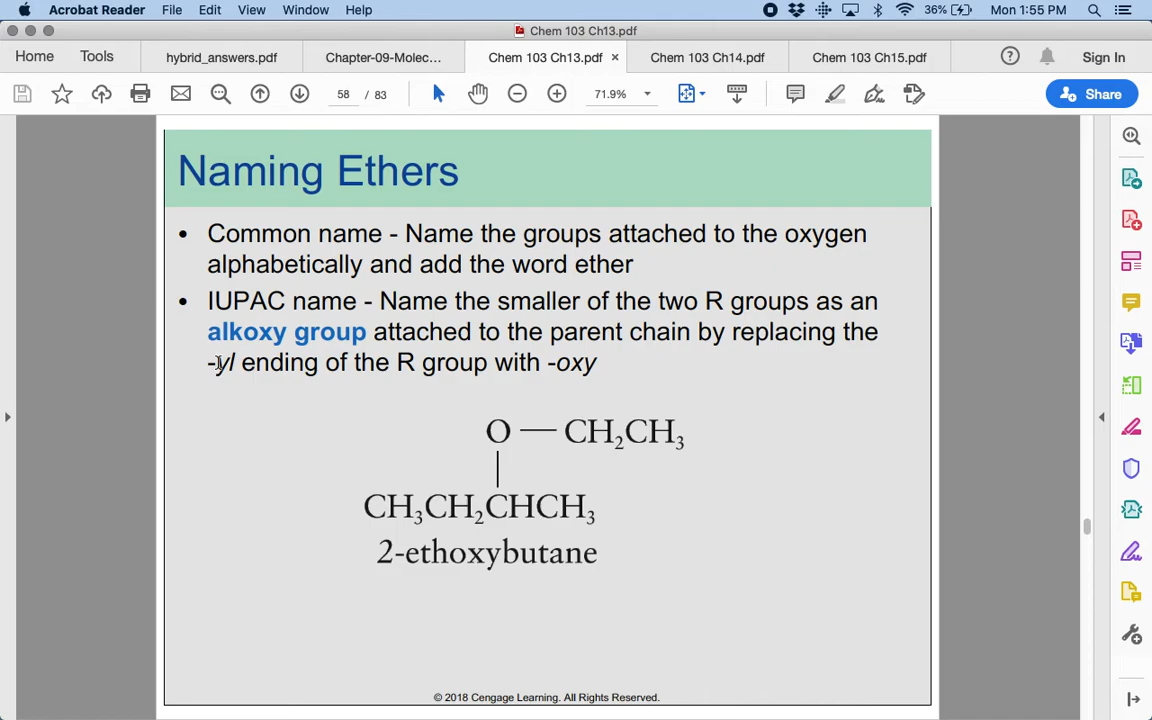 Acrobat Reader File Edit View Window Help 36% Mon 1:55 PM
Chem 103 Ch13.pdf
Home Tools hybrid_answers.pdf Chapter-09-Molec... Chem 103 Ch13.pdf × Chem 103 Ch14.pdf Chem 103 Ch15.pdf Sign In
58 / 83 71.9% Share
Naming Ethers
• Common name - Name the groups attached to the oxygen
alphabetically and add the word ether
• IUPAC name - Name the smaller of the two R groups as an
alkoxy group attached to the parent chain by replacing the
-yl ending of the R group with -oxy
O — CH₂CH₃
CH₃CH₂CHCH₃
2-ethoxybutane
© 2018 Cengage Learning. All Rights Reserved.